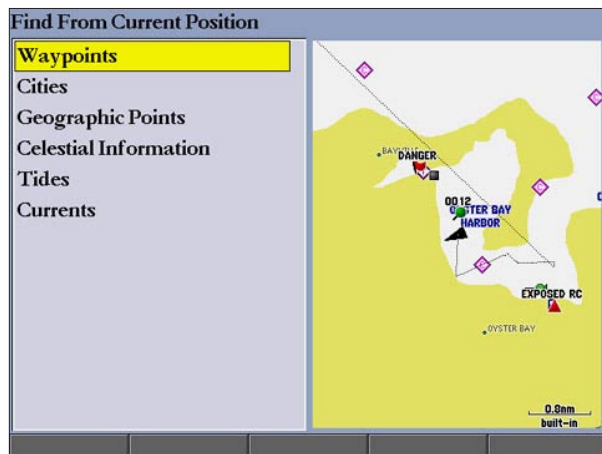 Find From Current Position
Waypoints
Cities
Geographic Points
Celestial Information
Tides
Currents
DANGER
0012
OYSTER BAY
HARBOR
EXPOSED RC
OYSTER BAY
0.8nm
built-in